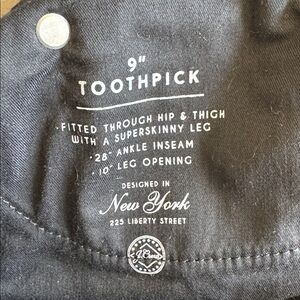 9"
TOOTHPICK
• FITTED THROUGH HIP & THIGH
WITH A SUPERSKINNY LEG
• 28" ANKLE INSEAM
• 10" LEG OPENING
DESIGNED IN
New York
225 LIBERTY STREET
J.Crew